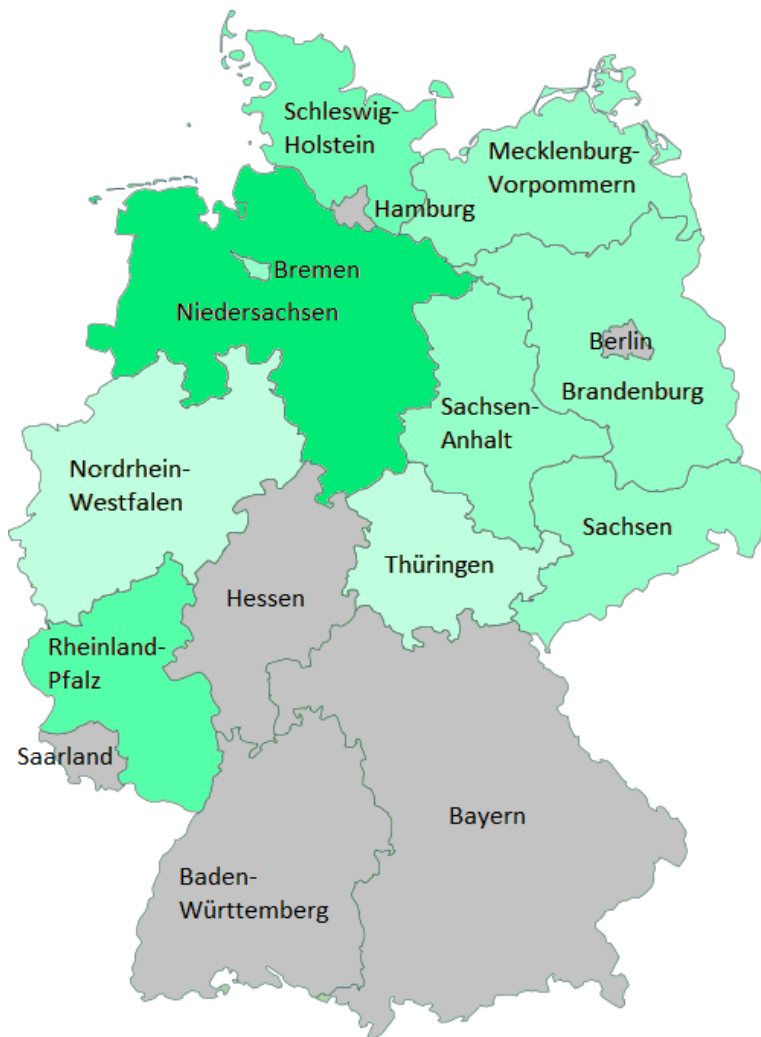 Schleswig-
Holstein
Mecklenburg-
Vorpommern
Hamburg
Bremen
Niedersachsen
Berlin
Brandenburg
Sachsen-
Anhalt
Nordrhein-
Westfalen
Sachsen
Thüringen
Hessen
Rheinland-
Pfalz
Saarland
Bayern
Baden-
Württemberg